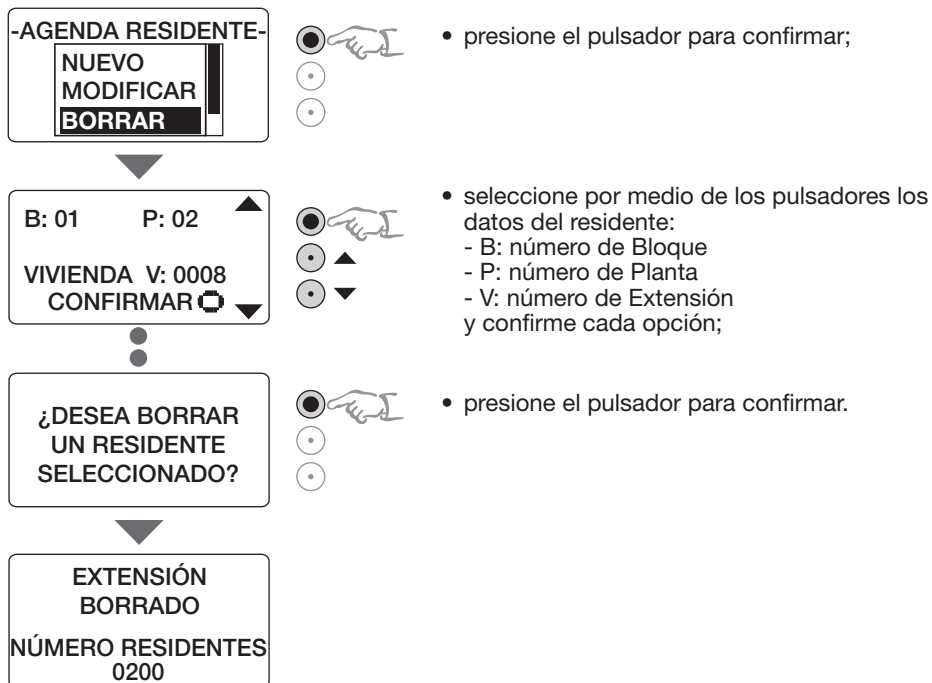 -AGENDA RESIDENTE-
NUEVO
MODIFICAR
BORRAR
• presione el pulsador para confirmar;
B: 01 P: 02
VIVIENDA V: 0008
CONFIRMAR
• seleccione por medio de los pulsadores los
datos del residente:
- B: número de Bloque
- P: número de Planta
- V: número de Extensión
y confirme cada opción;
¿DESEA BORRAR
UN RESIDENTE
SELECCIONADO?
• presione el pulsador para confirmar.
EXTENSIÓN
BORRADO
NÚMERO RESIDENTES
0200